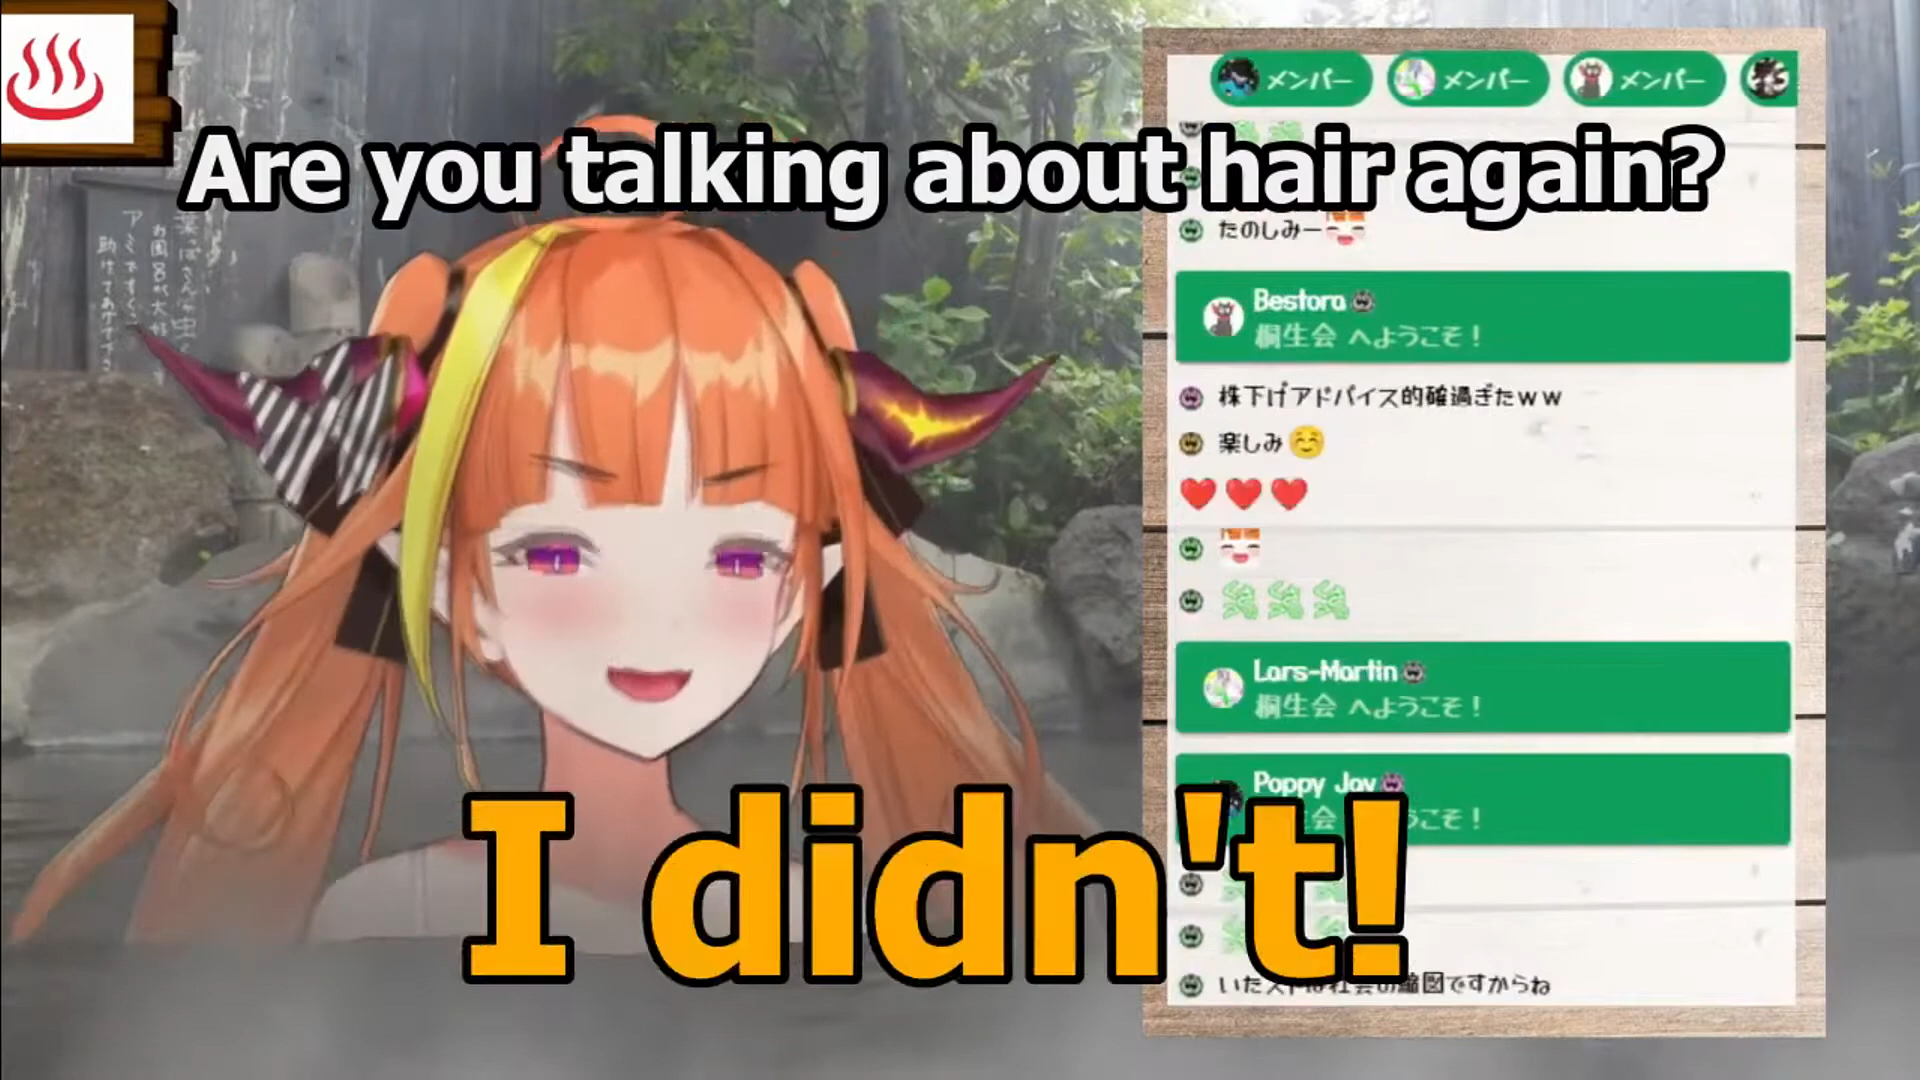 メンバー
メンバー
メンバー
Are you talking about hair again?
たのしみー
Bestora
桐生会 へようこそ！
株下げアドバイス的確過ぎたｗｗ
楽しみ
Lars-Martin
桐生会 へようこそ！
Poppy Jay
I didn't!